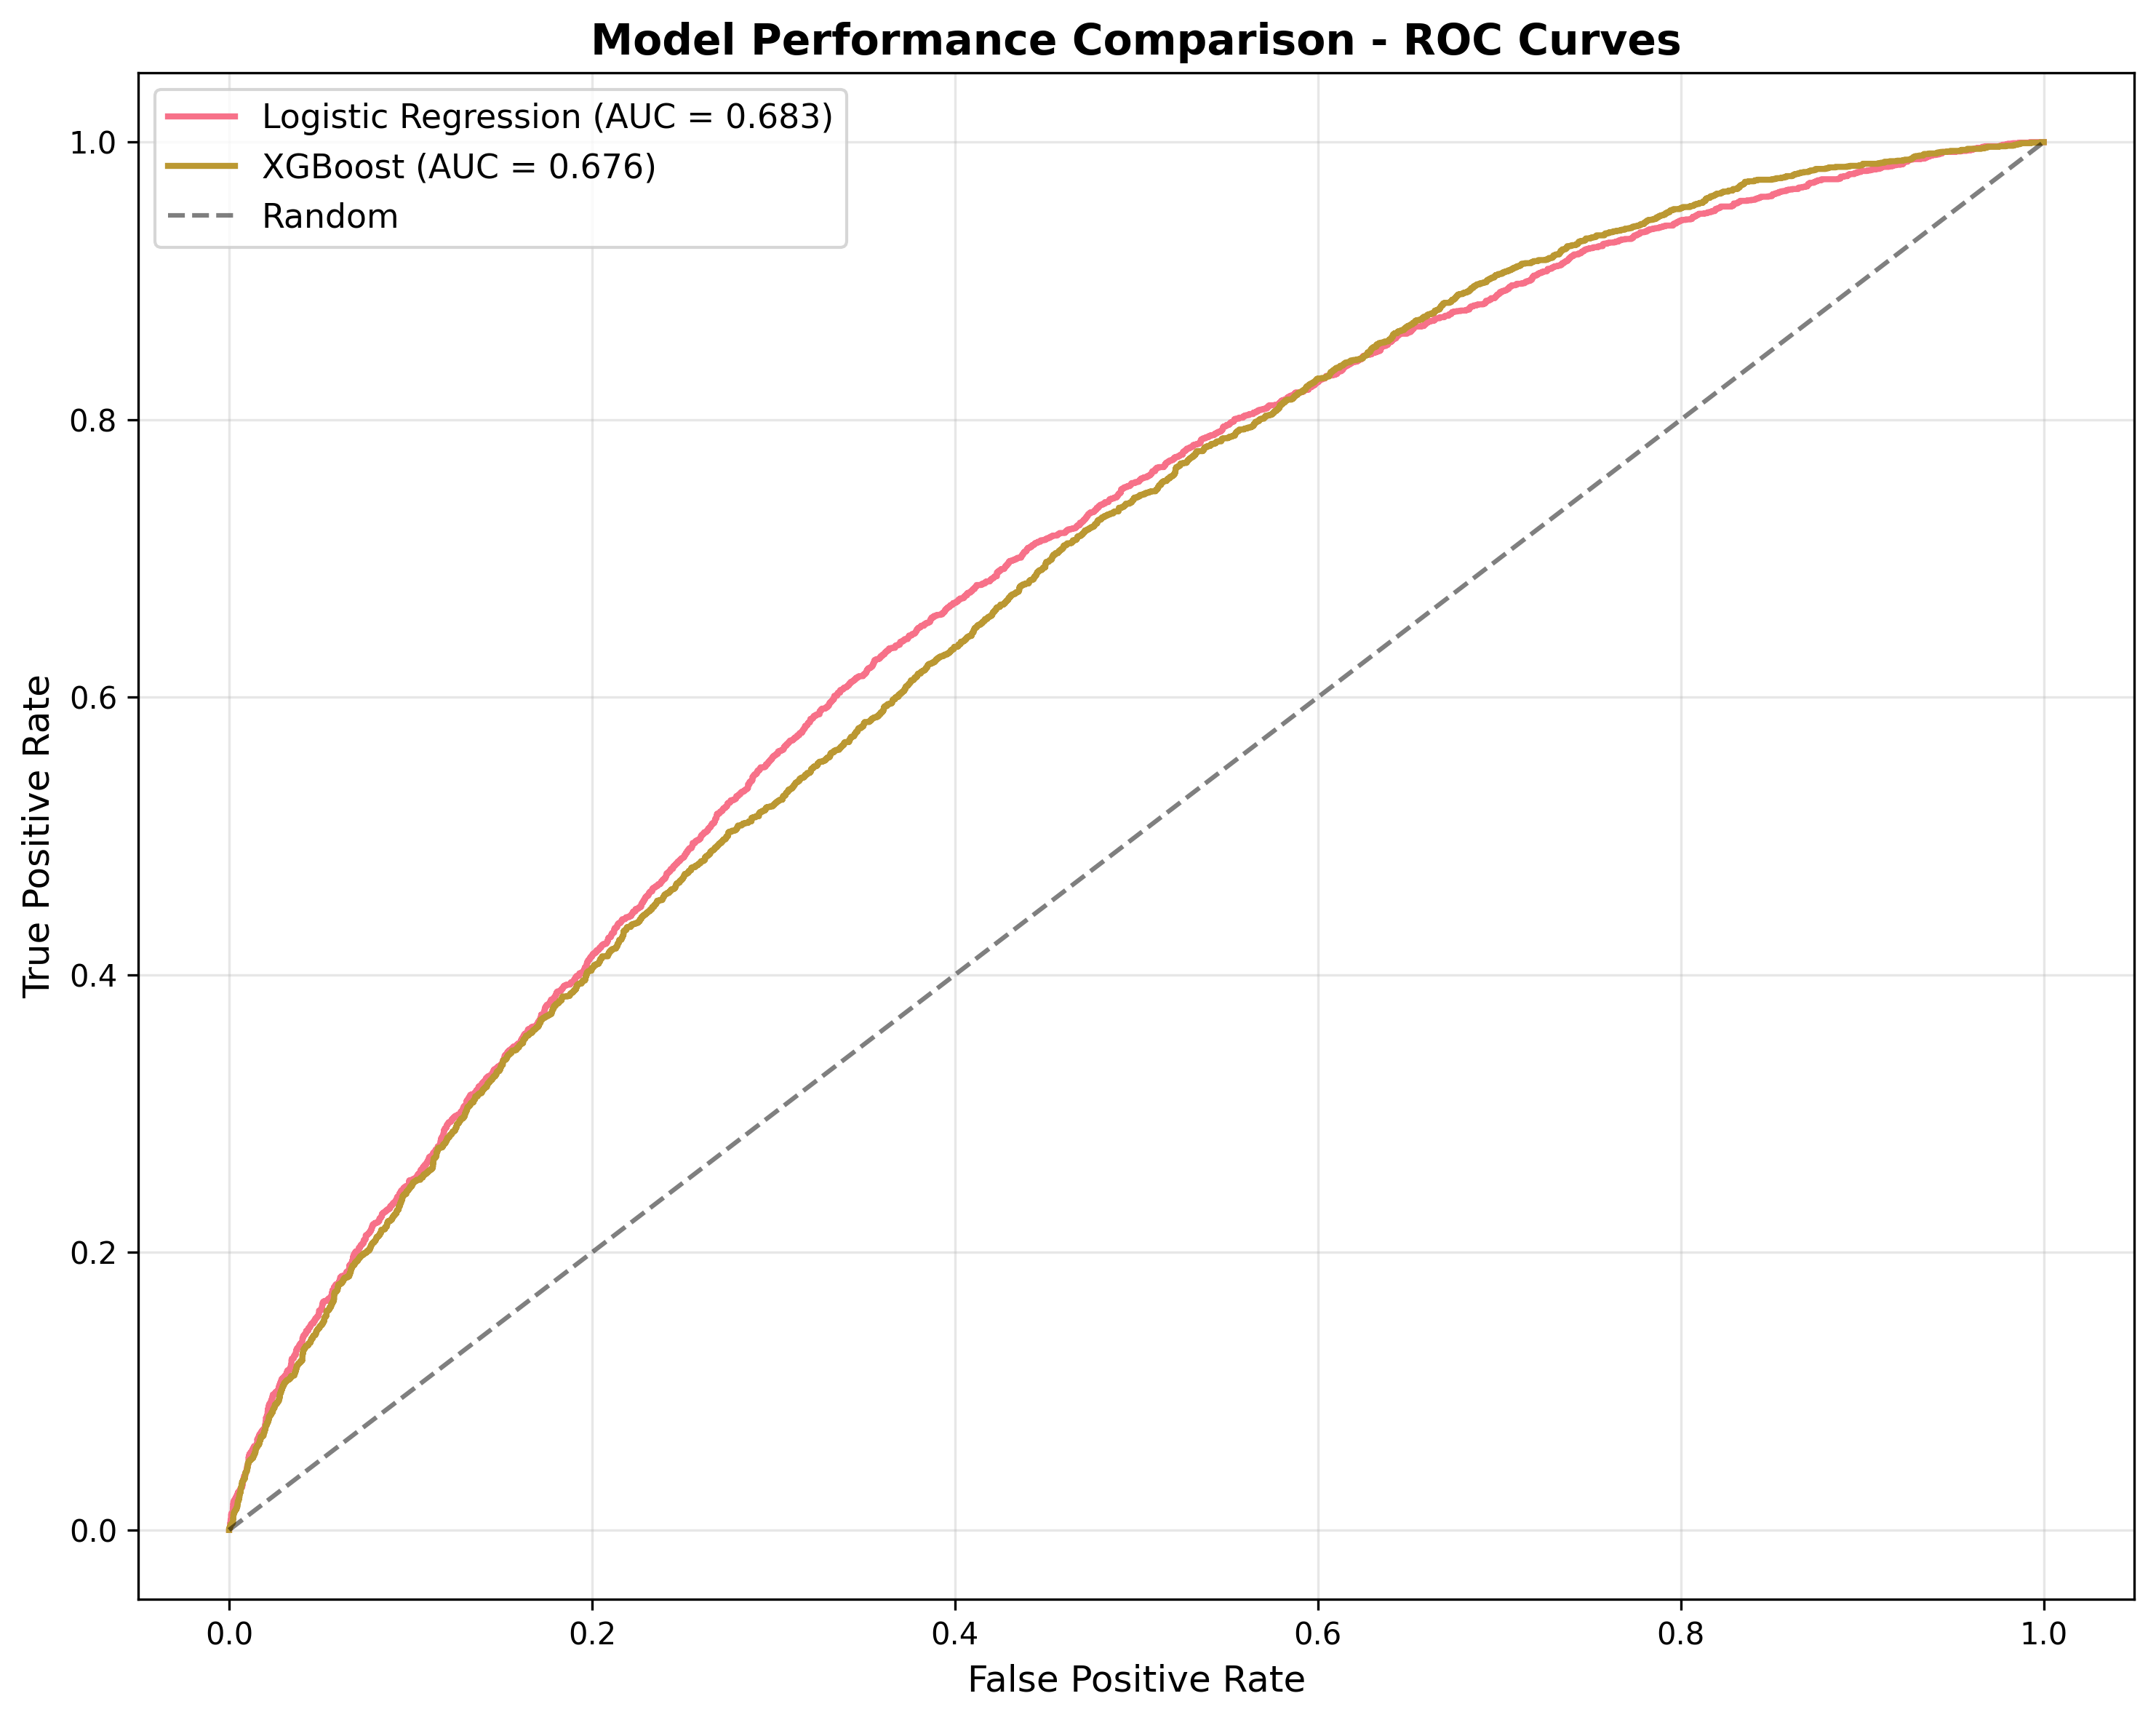 Model Performance Comparison - ROC Curves
Logistic Regression (AUC = 0.683)
XGBoost (AUC = 0.676)
Random
True Positive Rate
1.0
0.8
0.6
0.4
0.2
0.0
0.0 0.2 0.4 0.6 0.8 1.0
False Positive Rate